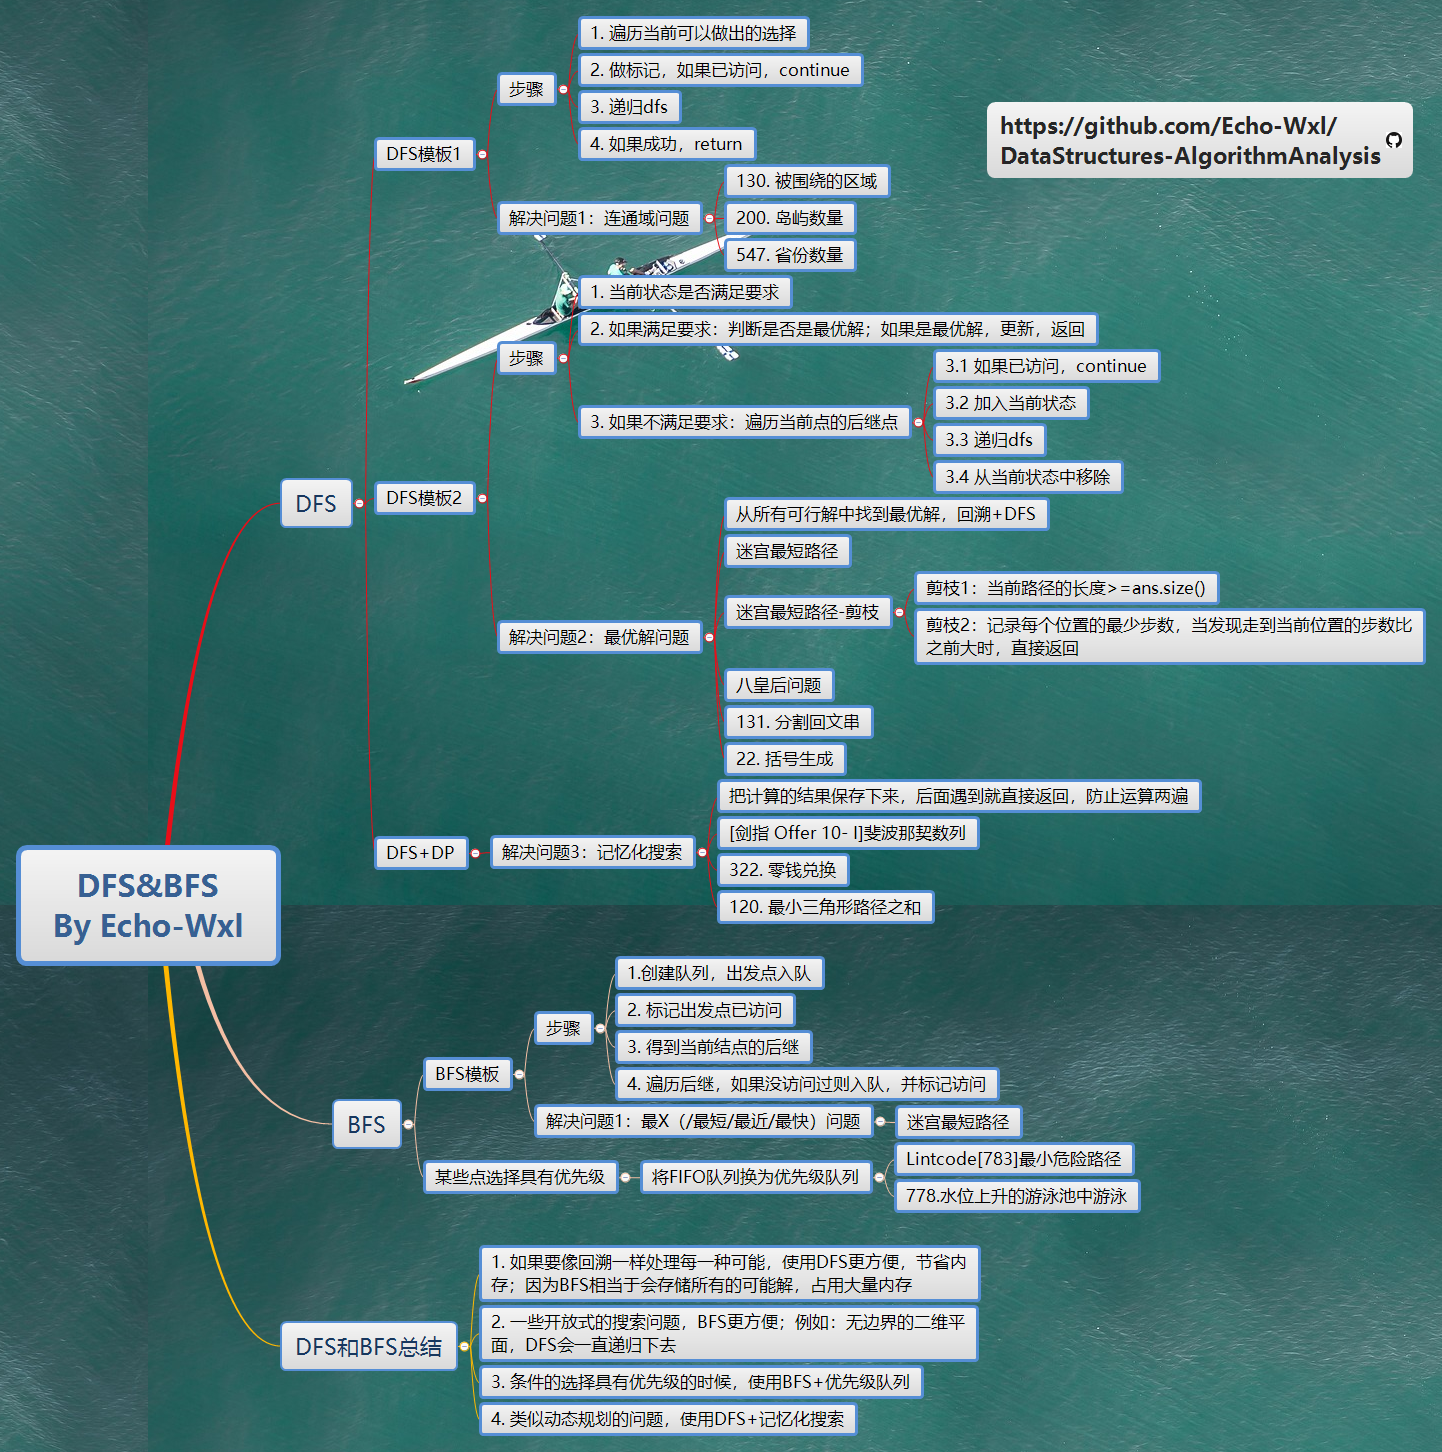 1. 遍历当前可以做出的选择
2. 做标记，如果已访问，continue
步骤
3. 递归dfs
4. 如果成功，return
DFS模板1
130. 被围绕的区域
解决问题1：连通域问题
200. 岛屿数量
547. 省份数量
https://github.com/Echo-Wxl/
DataStructures-AlgorithmAnalysis
1. 当前状态是否满足要求
2. 如果满足要求：判断是否是最优解；如果是最优解，更新，返回
步骤
3.1 如果已访问，continue
3.2 加入当前状态
3. 如果不满足要求：遍历当前点的后继点
3.3 递归dfs
3.4 从当前状态中移除
DFS
DFS模板2
从所有可行解中找到最优解，回溯+DFS
迷宫最短路径
剪枝1：当前路径的长度>=ans.size()
迷宫最短路径-剪枝
剪枝2：记录每个位置的最少步数，当发现走到当前位置的步数比
之前大时，直接返回
解决问题2：最优解问题
八皇后问题
131. 分割回文串
22. 括号生成
把计算的结果保存下来，后面遇到就直接返回，防止运算两遍
[剑指 Offer 10- I]斐波那契数列
DFS+DP
解决问题3：记忆化搜索
322. 零钱兑换
120. 最小三角形路径之和
DFS&BFS
By Echo-Wxl
1.创建队列，出发点入队
2. 标记出发点已访问
步骤
3. 得到当前结点的后继
4. 遍历后继，如果没访问过则入队，并标记访问
BFS模板
解决问题1：最X（/最短/最近/最快）问题
迷宫最短路径
BFS
Lintcode[783]最小危险路径
某些点选择具有优先级
将FIFO队列换为优先级队列
778.水位上升的游泳池中游泳
1. 如果要像回溯一样处理每一种可能，使用DFS更方便，节省内
存；因为BFS相当于会存储所有的可能解，占用大量内存
2. 一些开放式的搜索问题，BFS更方便；例如：无边界的二维平
面，DFS会一直递归下去
DFS和BFS总结
3. 条件的选择具有优先级的时候，使用BFS+优先级队列
4. 类似动态规划的问题，使用DFS+记忆化搜索